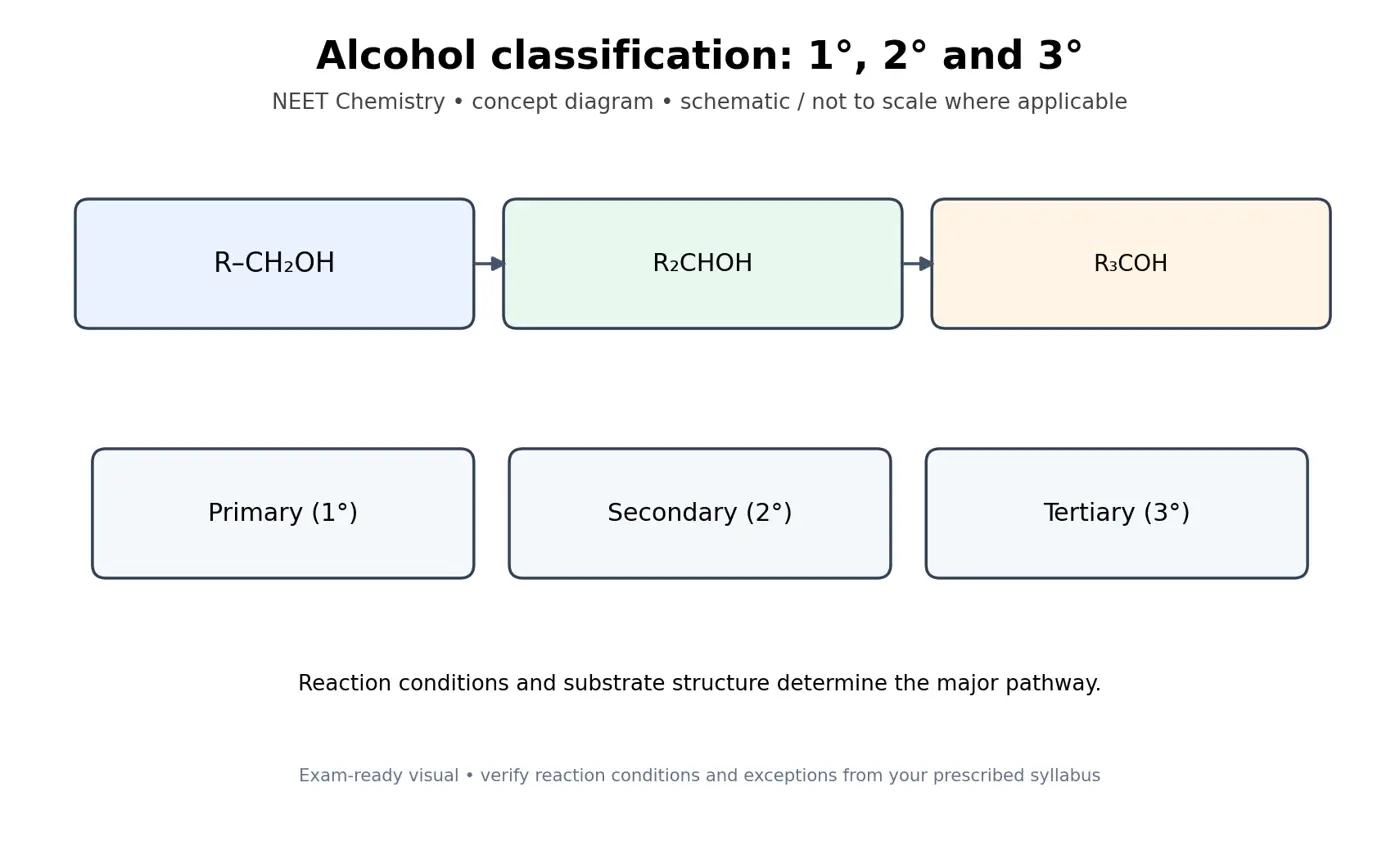 Alcohol classification: 1°, 2° and 3°
NEET Chemistry • concept diagram • schematic / not to scale where applicable
R–CH₂OH
R₂CHOH
R₃COH
Primary (1°)
Secondary (2°)
Tertiary (3°)
Reaction conditions and substrate structure determine the major pathway.
Exam-ready visual • verify reaction conditions and exceptions from your prescribed syllabus